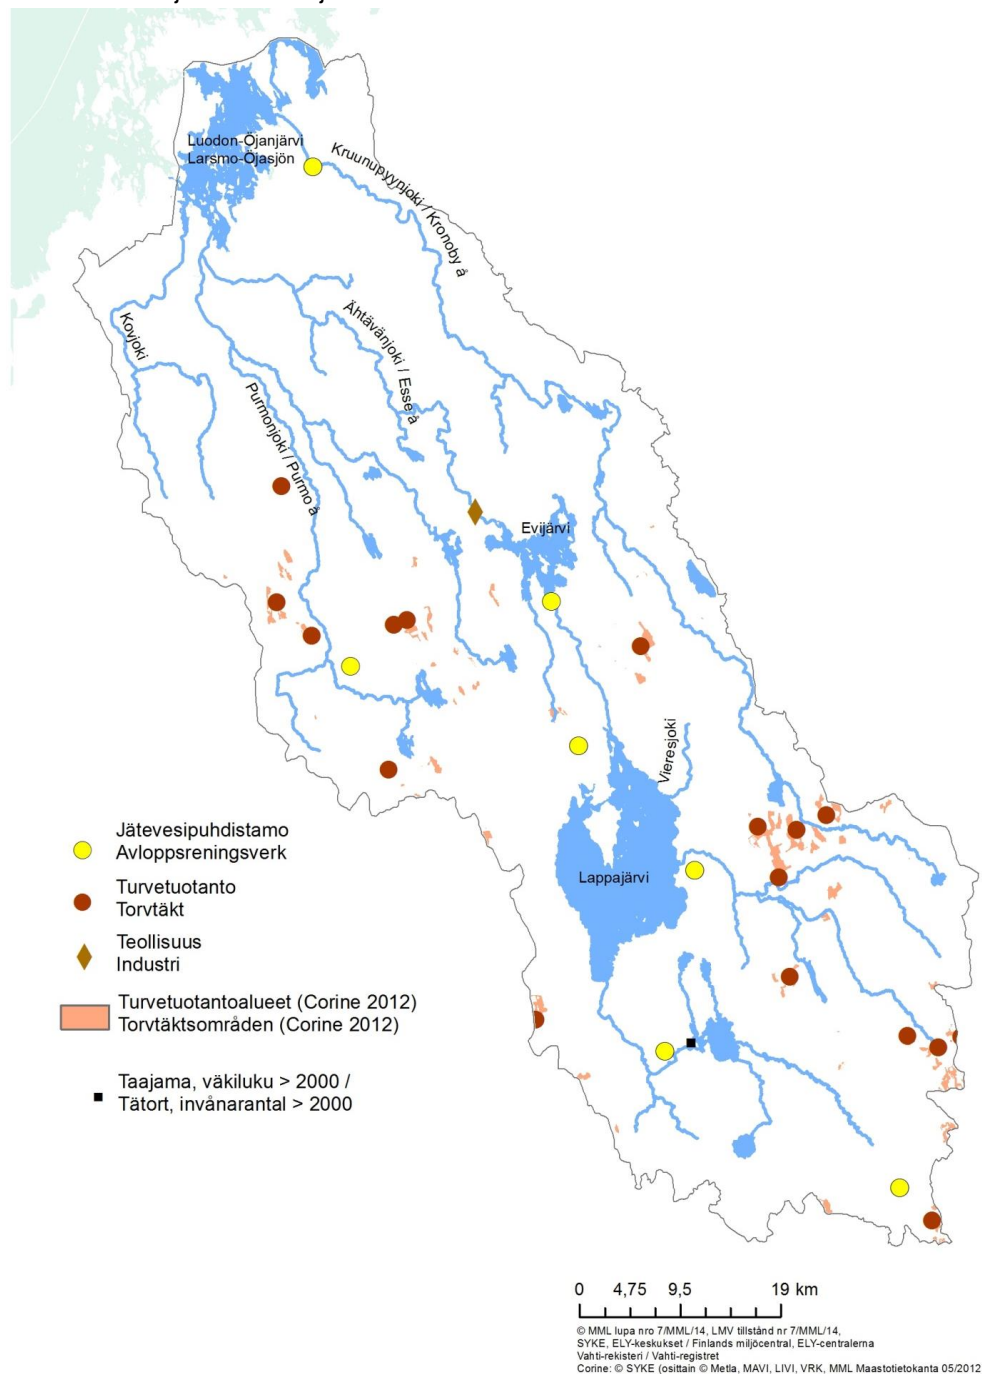 Luodon-Öjanjärvi
Larsmo-Öjasjön
Kruunupyynjoki / Kronoby å
Kovjoki
Ähtävänjoki / Esse å
Purmonjoki / Purmo å
Evijärvi
Vieresjoki
Lappajärvi
Jätevesipuhdistamo
Avloppsreningsverk
Turvetuotanto
Torvtäkt
Teollisuus
Industri
Turvetuotantoalueet (Corine 2012)
Torvtäktsområden (Corine 2012)
Taajama, väkiluku > 2000 /
Tätort, invånarantal > 2000
0 4,75 9,5 19 km
© MML lupa nro 7/MML/14, LMV tillstånd nr 7/MML/14,
SYKE, ELY-keskukset / Finlands miljöcentral, ELY-centralerna
Vahti-rekisteri / Vahti-registret
Corine: © SYKE (osittain © Metla, MAVI, LIVI, VRK, MML Maastotietokanta 05/2012